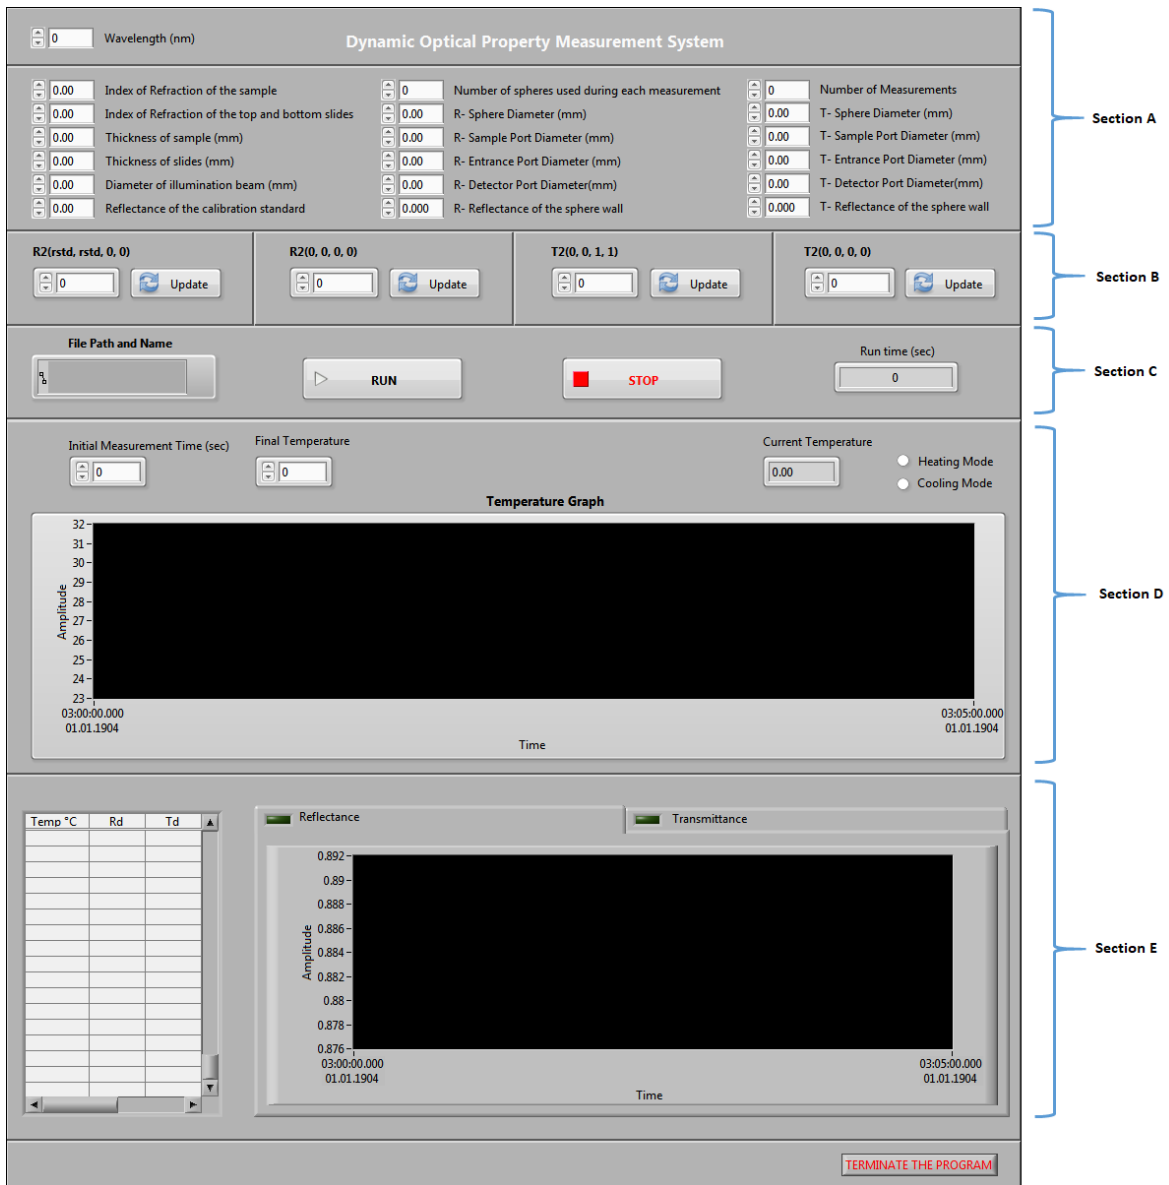 0 Wavelength (nm)
Dynamic Optical Property Measurement System
0.00 Index of Refraction of the sample
0.00 Index of Refraction of the top and bottom slides
0.00 Thickness of sample (mm)
0.00 Thickness of slides (mm)
0.00 Diameter of illumination beam (mm)
0.00 Reflectance of the calibration standard
0 Number of spheres used during each measurement
0.00 R- Sphere Diameter (mm)
0.00 R- Sample Port Diameter (mm)
0.00 R- Entrance Port Diameter (mm)
0.00 R- Detector Port Diameter(mm)
0.000 R- Reflectance of the sphere wall
0 Number of Measurements
0.00 T- Sphere Diameter (mm)
0.00 T- Sample Port Diameter (mm)
0.00 T- Entrance Port Diameter (mm)
0.00 T- Detector Port Diameter(mm)
0.000 T- Reflectance of the sphere wall
Section A
R2(rstd, rstd, 0, 0)
0 Update
R2(0, 0, 0, 0)
0 Update
T2(0, 0, 1, 1)
0 Update
T2(0, 0, 0, 0)
0 Update
Section B
File Path and Name
RUN
STOP
Run time (sec)
0
Section C
Initial Measurement Time (sec)
0
Final Temperature
0
Current Temperature
0.00
Heating Mode
Cooling Mode
Temperature Graph
32
31
30
29
28
27
26
25
24
23
Amplitude
03:00:00.000
01.01.1904
03:05:00.000
01.01.1904
Time
Section D
Temp °C Rd Td
Reflectance
Transmittance
0.892
0.89
0.888
0.886
0.884
0.882
0.88
0.878
0.876
Amplitude
03:00:00.000
01.01.1904
03:05:00.000
01.01.1904
Time
Section E
TERMINATE THE PROGRAM